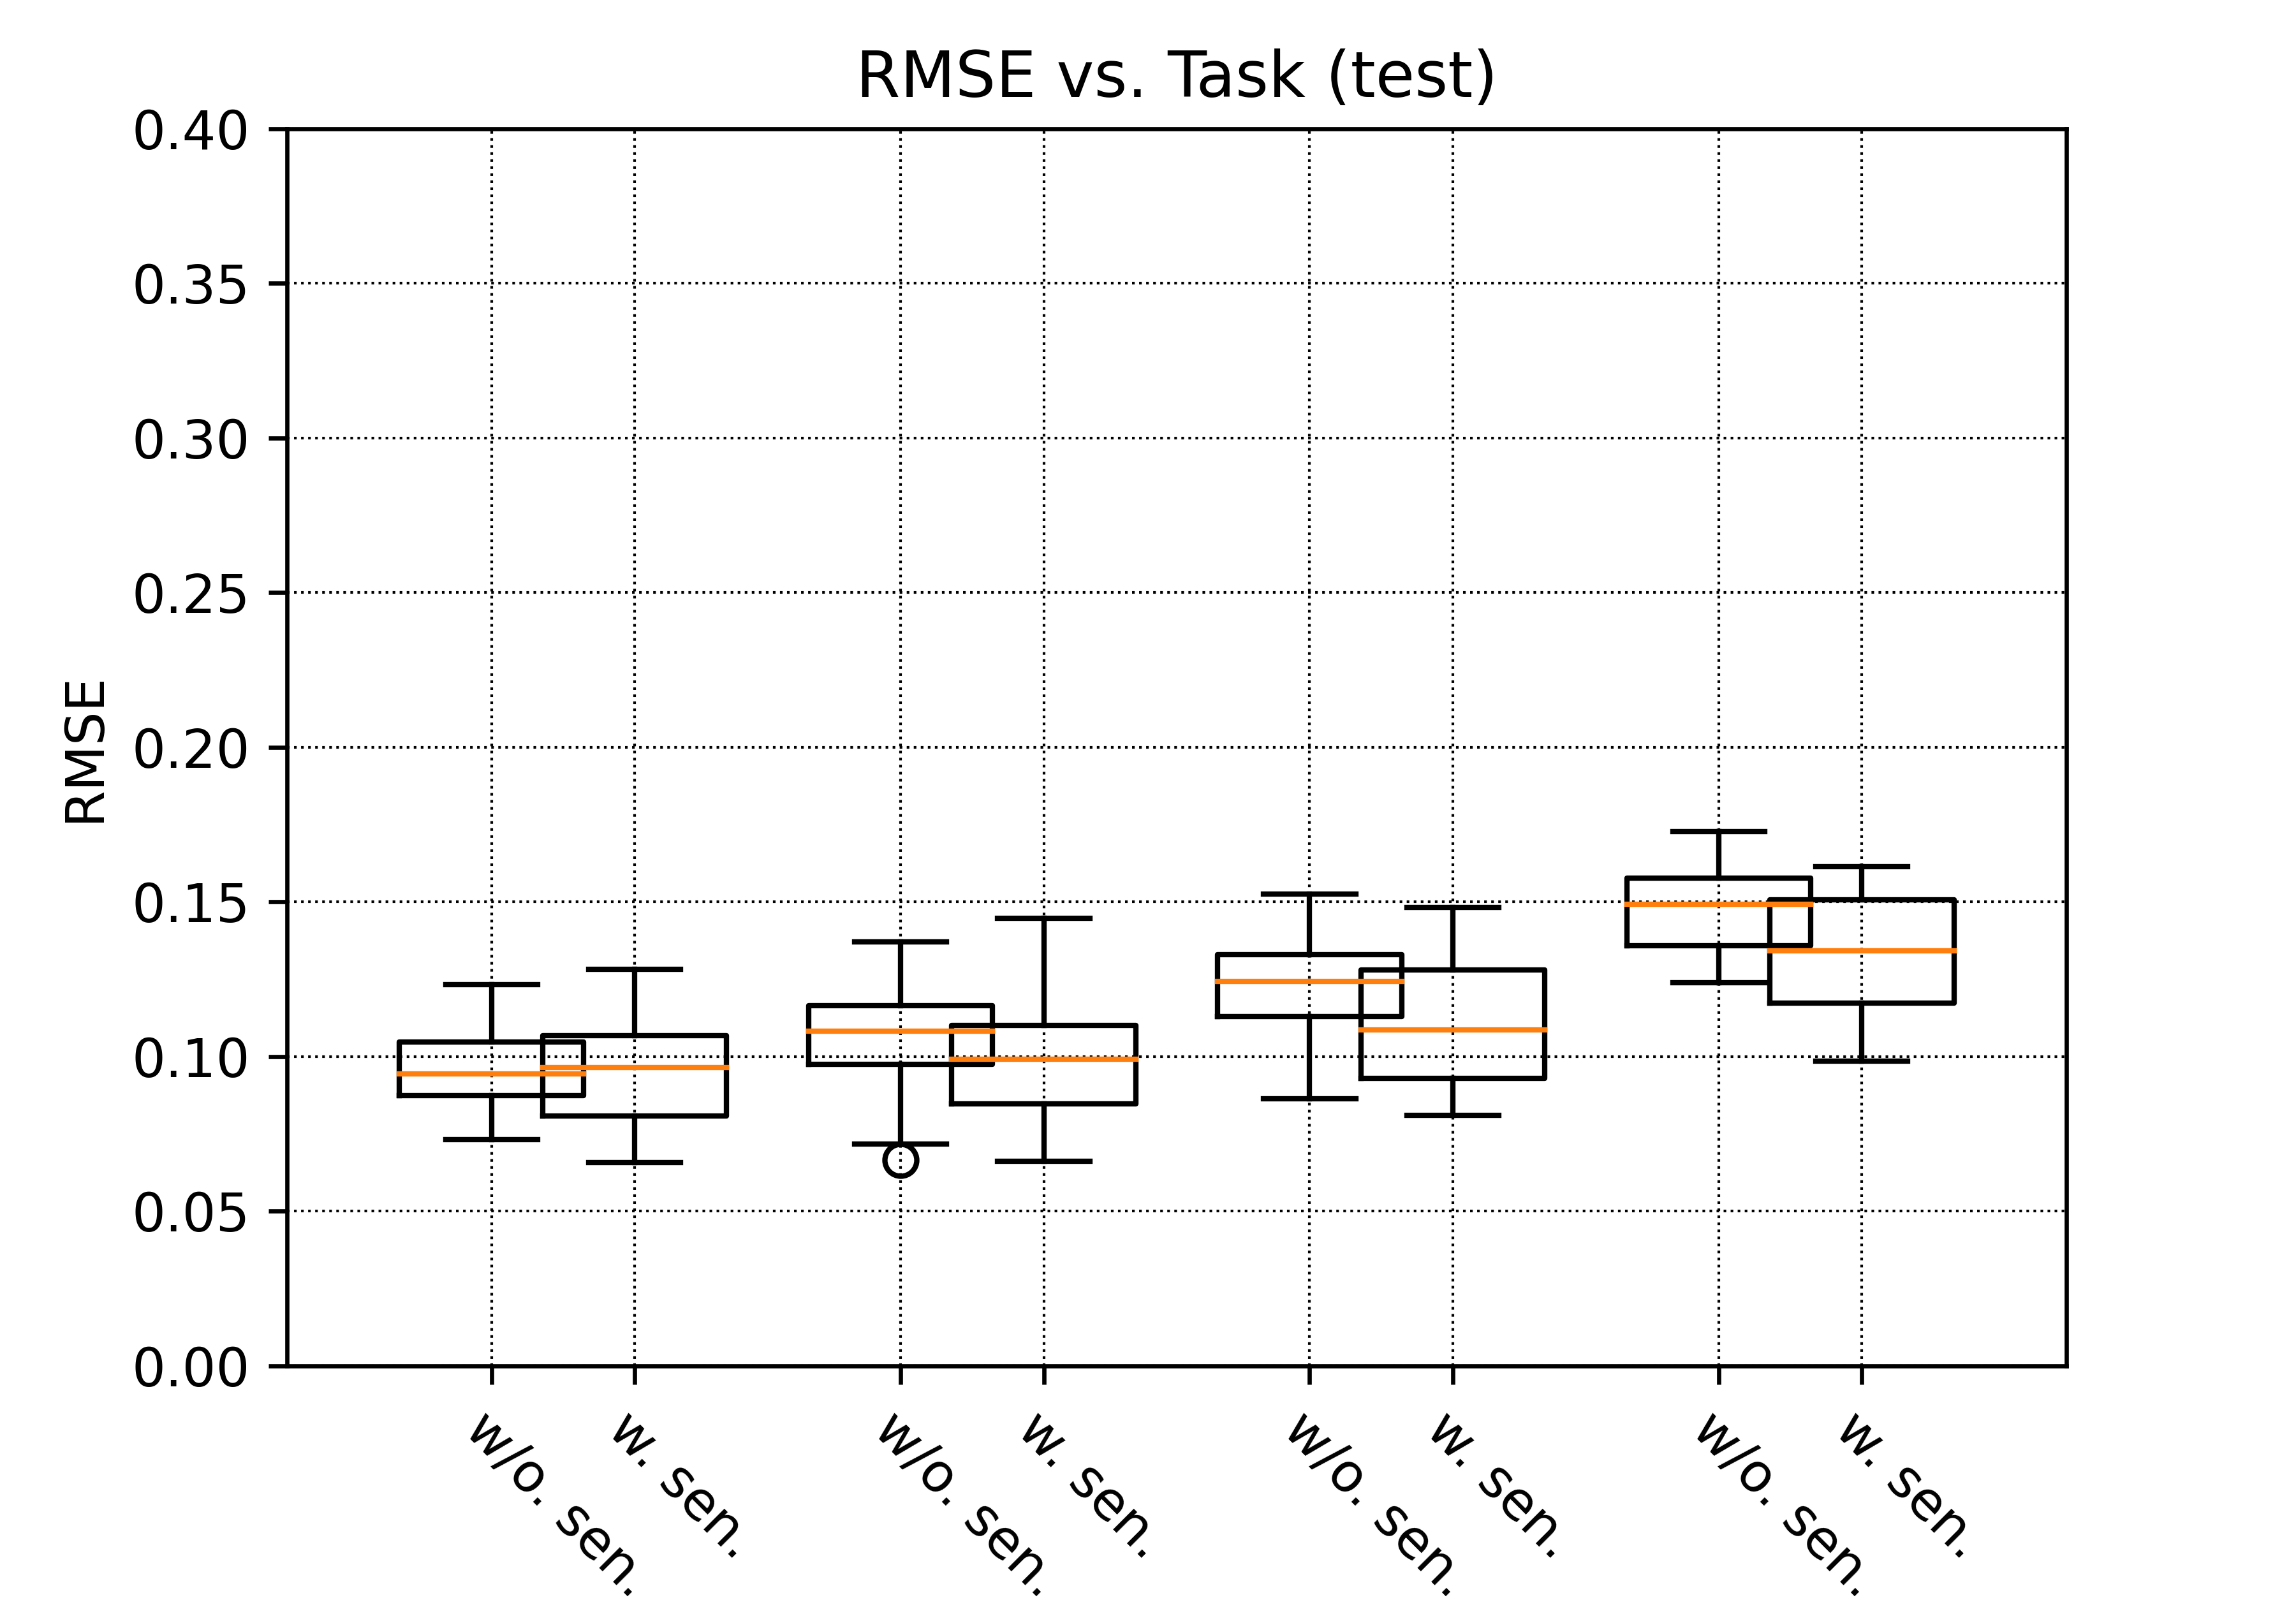 RMSE vs. Task (test)
0.40
0.35
0.30
0.25
0.20
0.15
0.10
0.05
0.00
RMSE
w/o. sen.
w. sen.
w/o. sen.
w. sen.
w/o. sen.
w. sen.
w/o. sen.
w. sen.